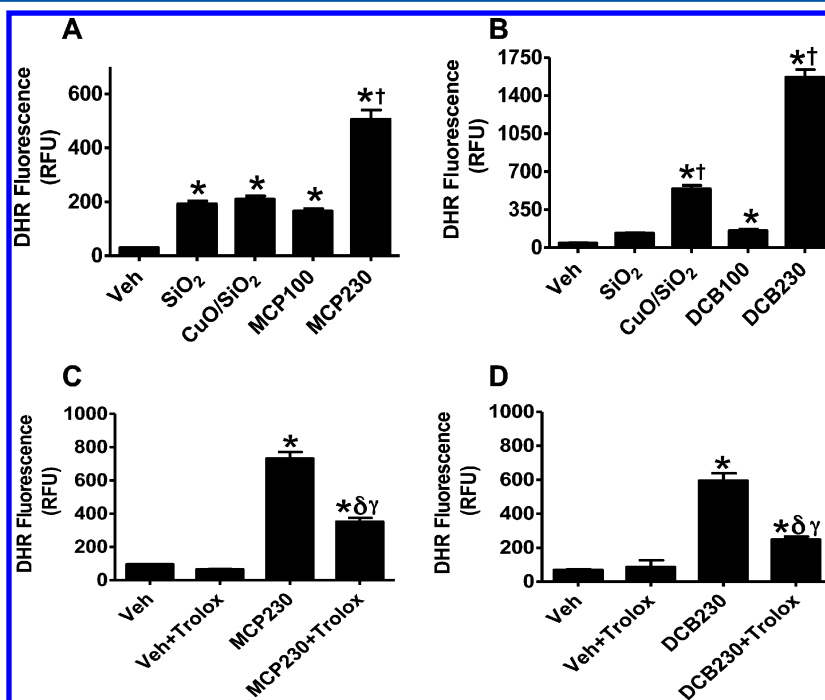 A
DHR Fluorescence
(RFU)
600
400
200
0
*
*
*
*†
Veh
SiO₂
CuO/SiO₂
MCP100
MCP230
B
DHR Fluorescence
(RFU)
1750
1400
1050
700
350
0
*†
*
*†
Veh
SiO₂
CuO/SiO₂
DCB100
DCB230
C
DHR Fluorescence
(RFU)
1000
800
600
400
200
0
*
*δγ
Veh
Veh+Trolox
MCP230
MCP230+Trolox
D
DHR Fluorescence
(RFU)
1000
800
600
400
200
0
*
*δγ
Veh
Veh+Trolox
DCB230
DCB230+Trolox